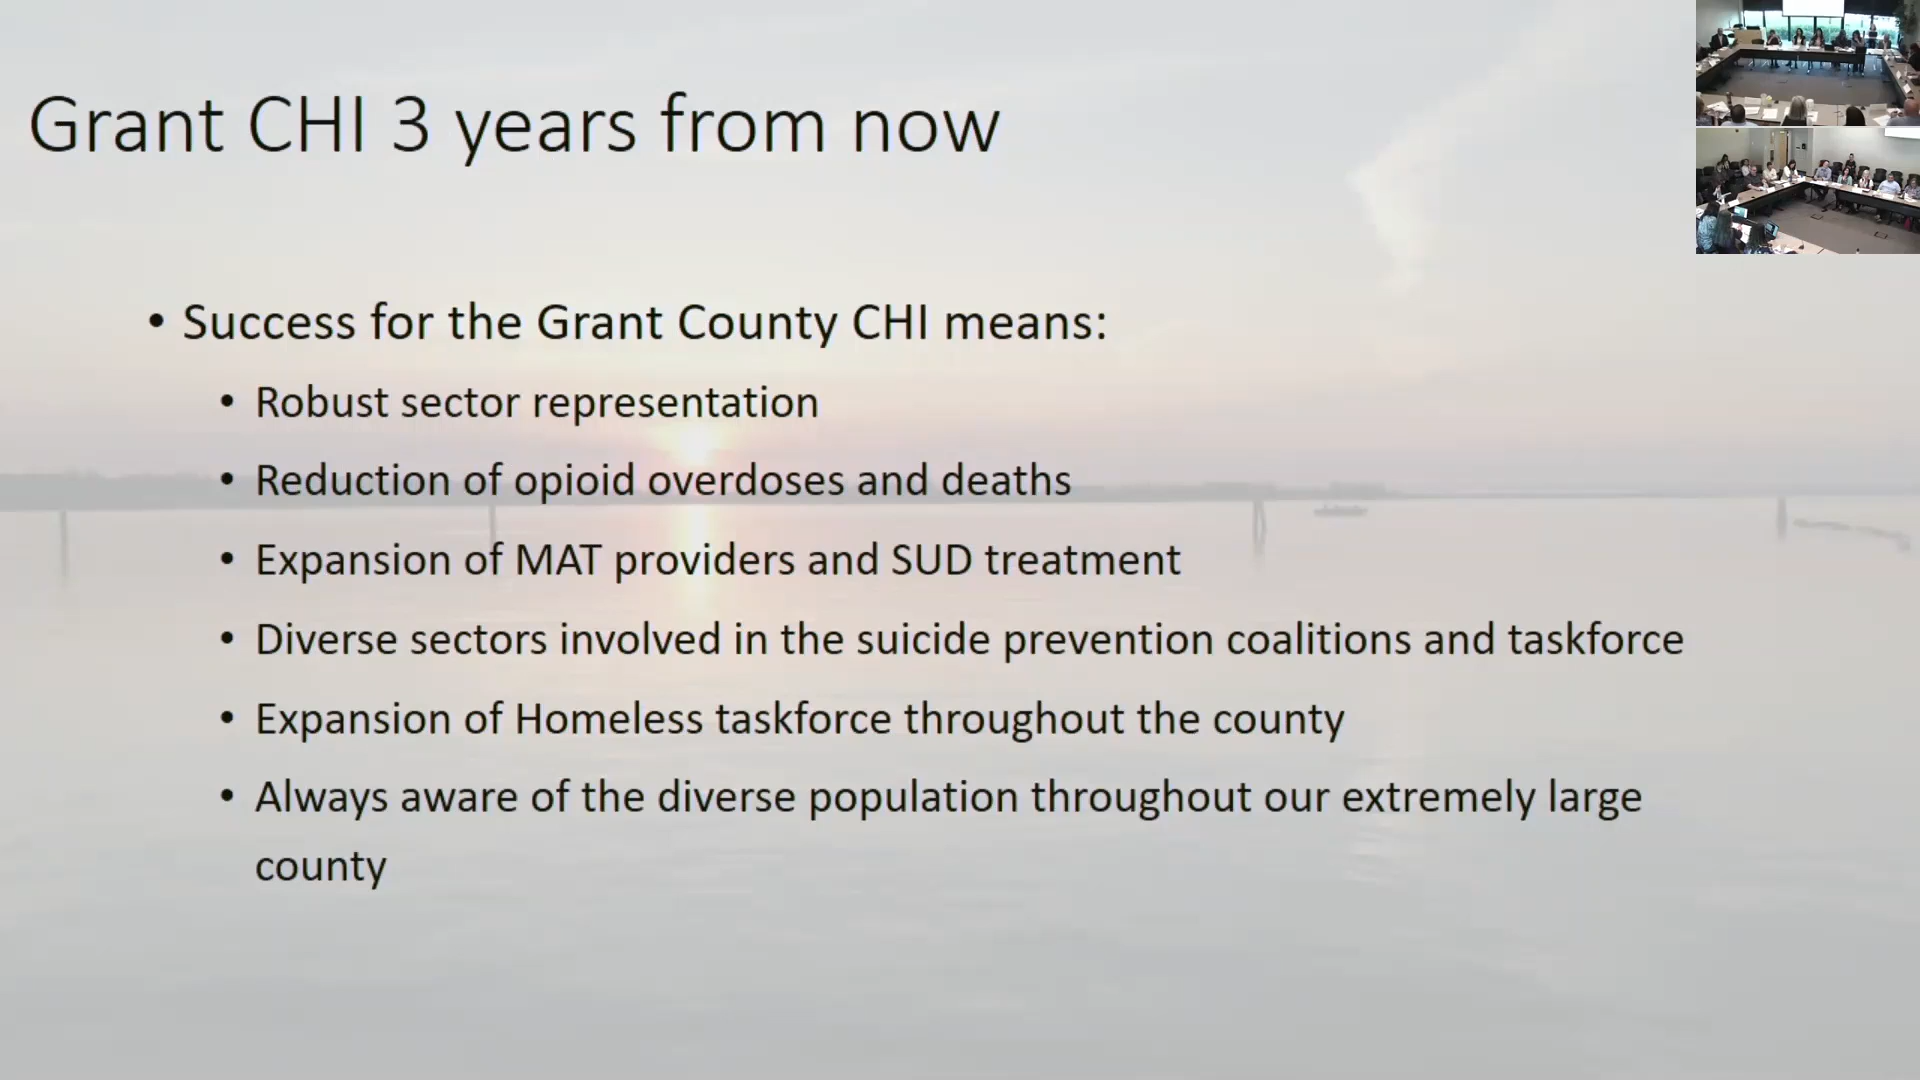 Grant CHI 3 years from now
• Success for the Grant County CHI means:
• Robust sector representation
• Reduction of opioid overdoses and deaths
• Expansion of MAT providers and SUD treatment
• Diverse sectors involved in the suicide prevention coalitions and taskforce
• Expansion of Homeless taskforce throughout the county
• Always aware of the diverse population throughout our extremely large
county